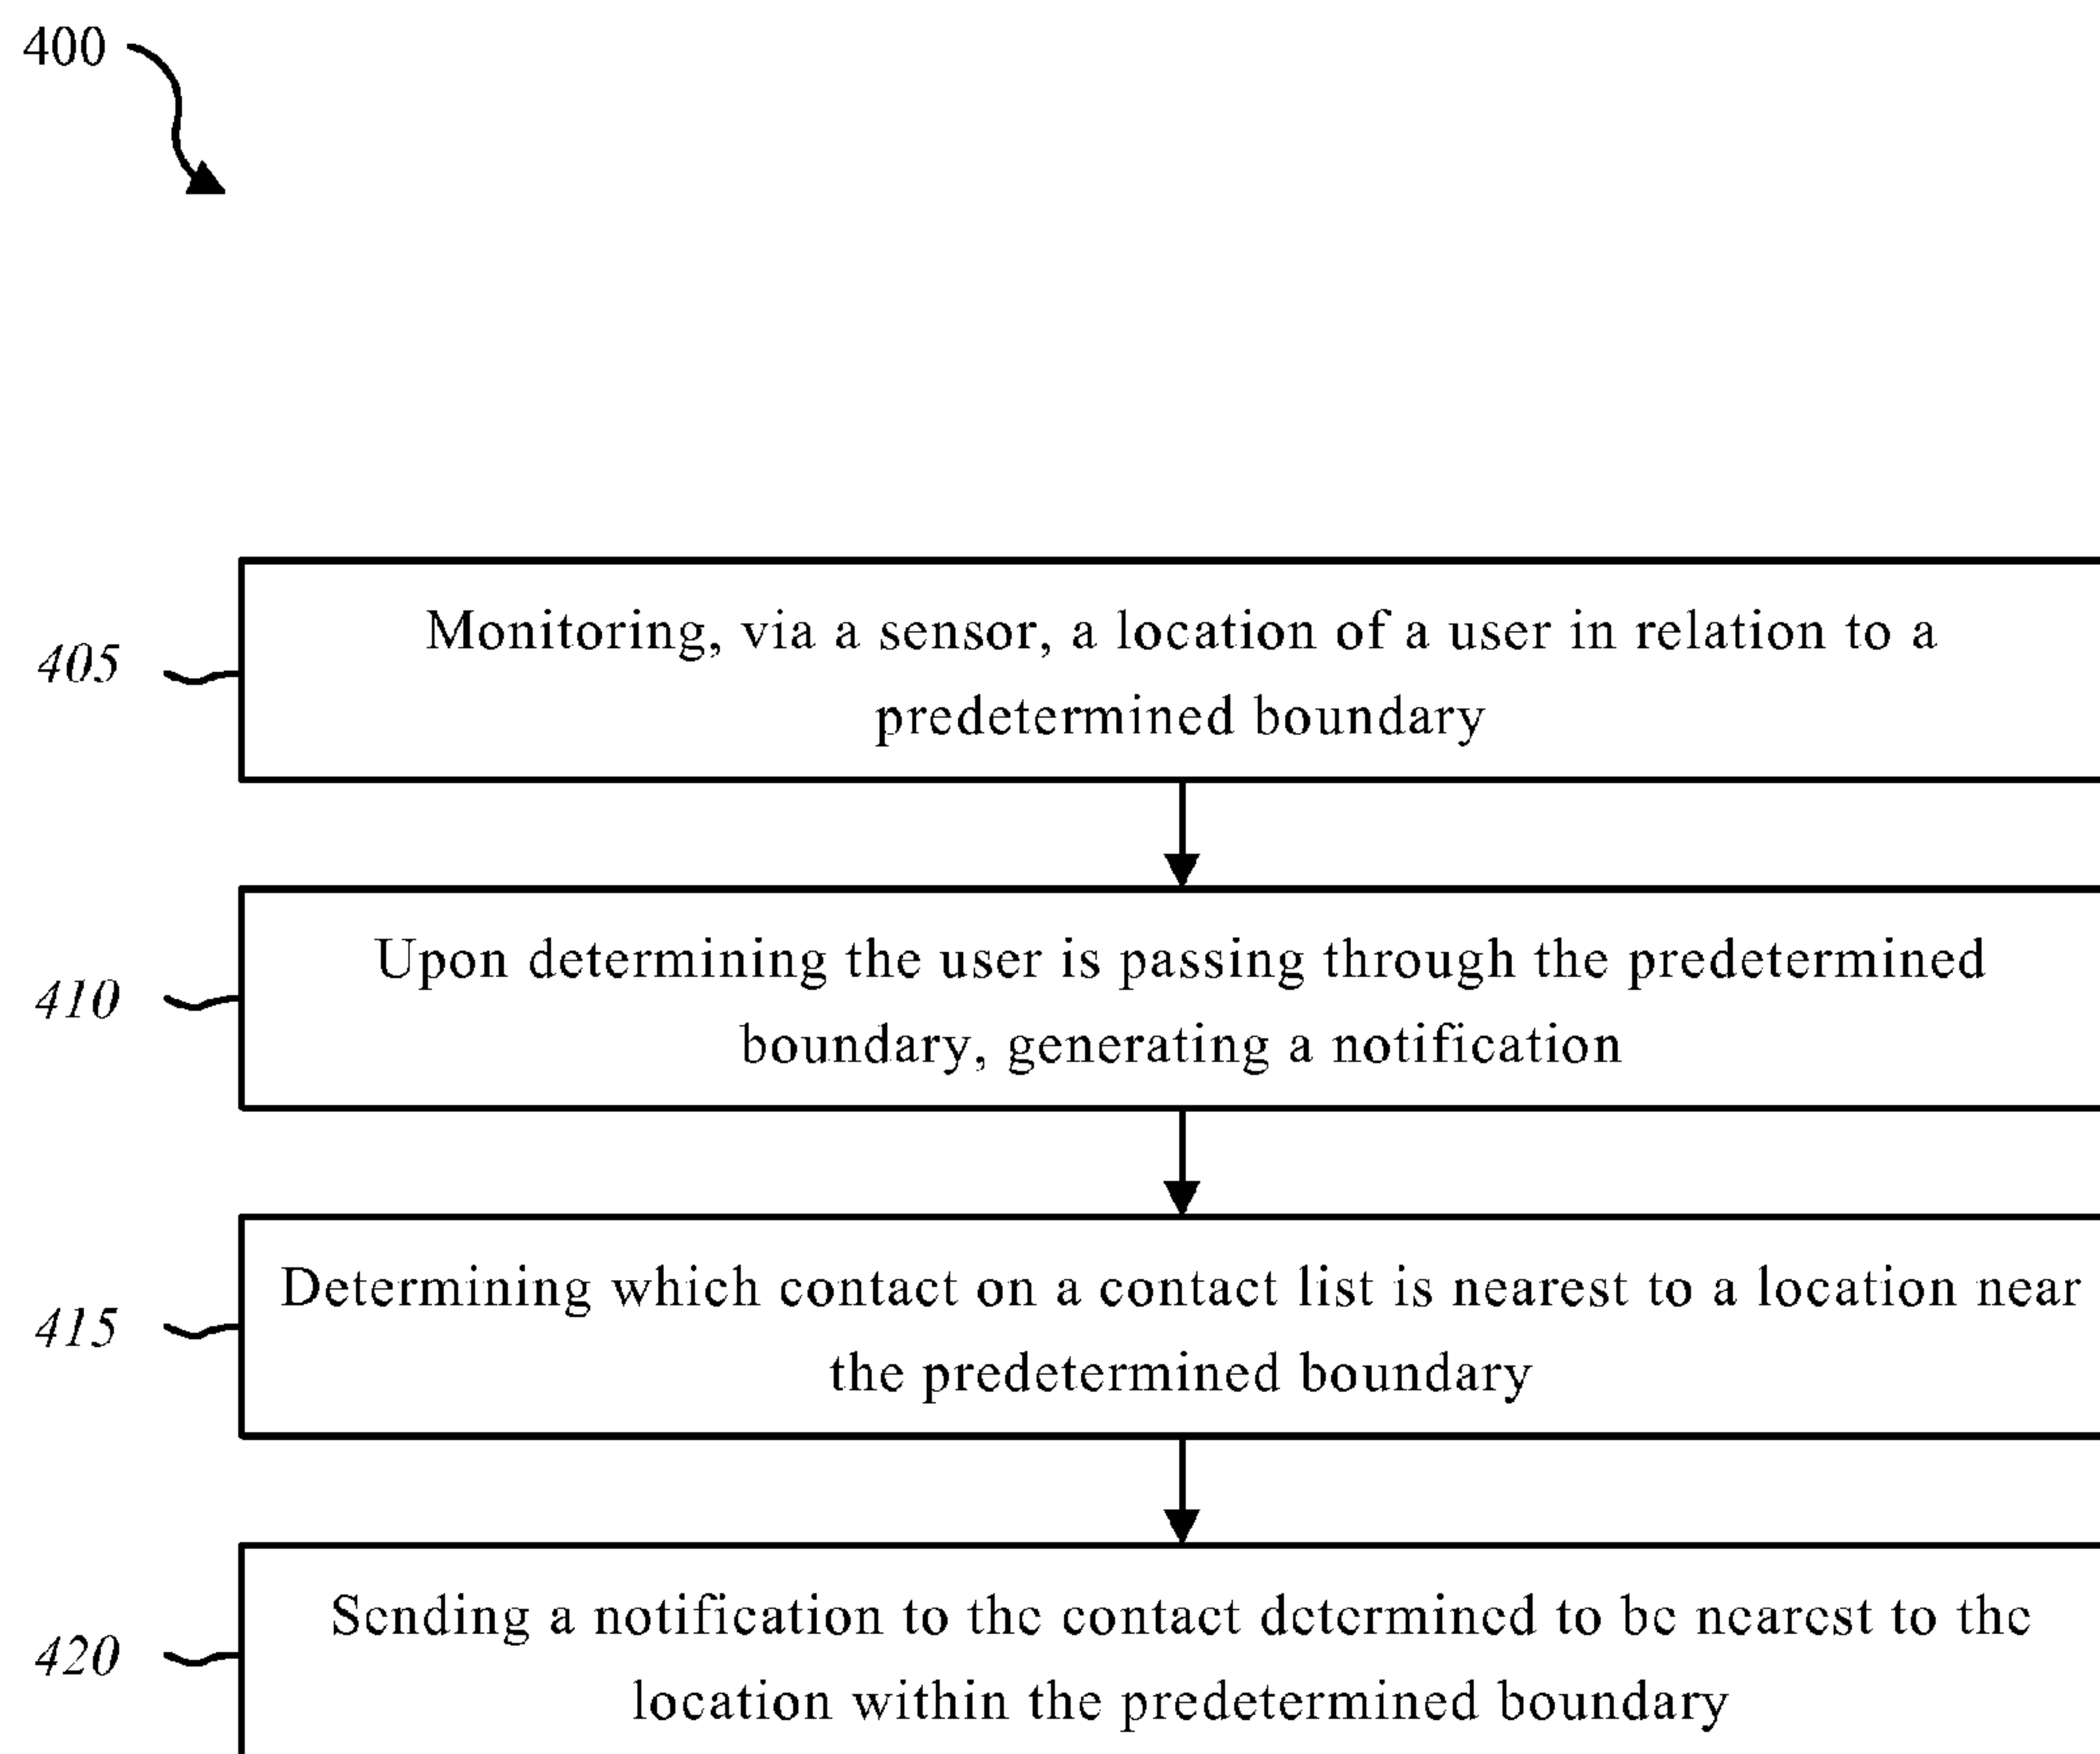 400
405
Monitoring, via a sensor, a location of a user in relation to a
predetermined boundary
410
Upon determining the user is passing through the predetermined
boundary, generating a notification
415
Determining which contact on a contact list is nearest to a location near
the predetermined boundary
420
Sending a notification to the contact determined to be nearest to the
location within the predetermined boundary